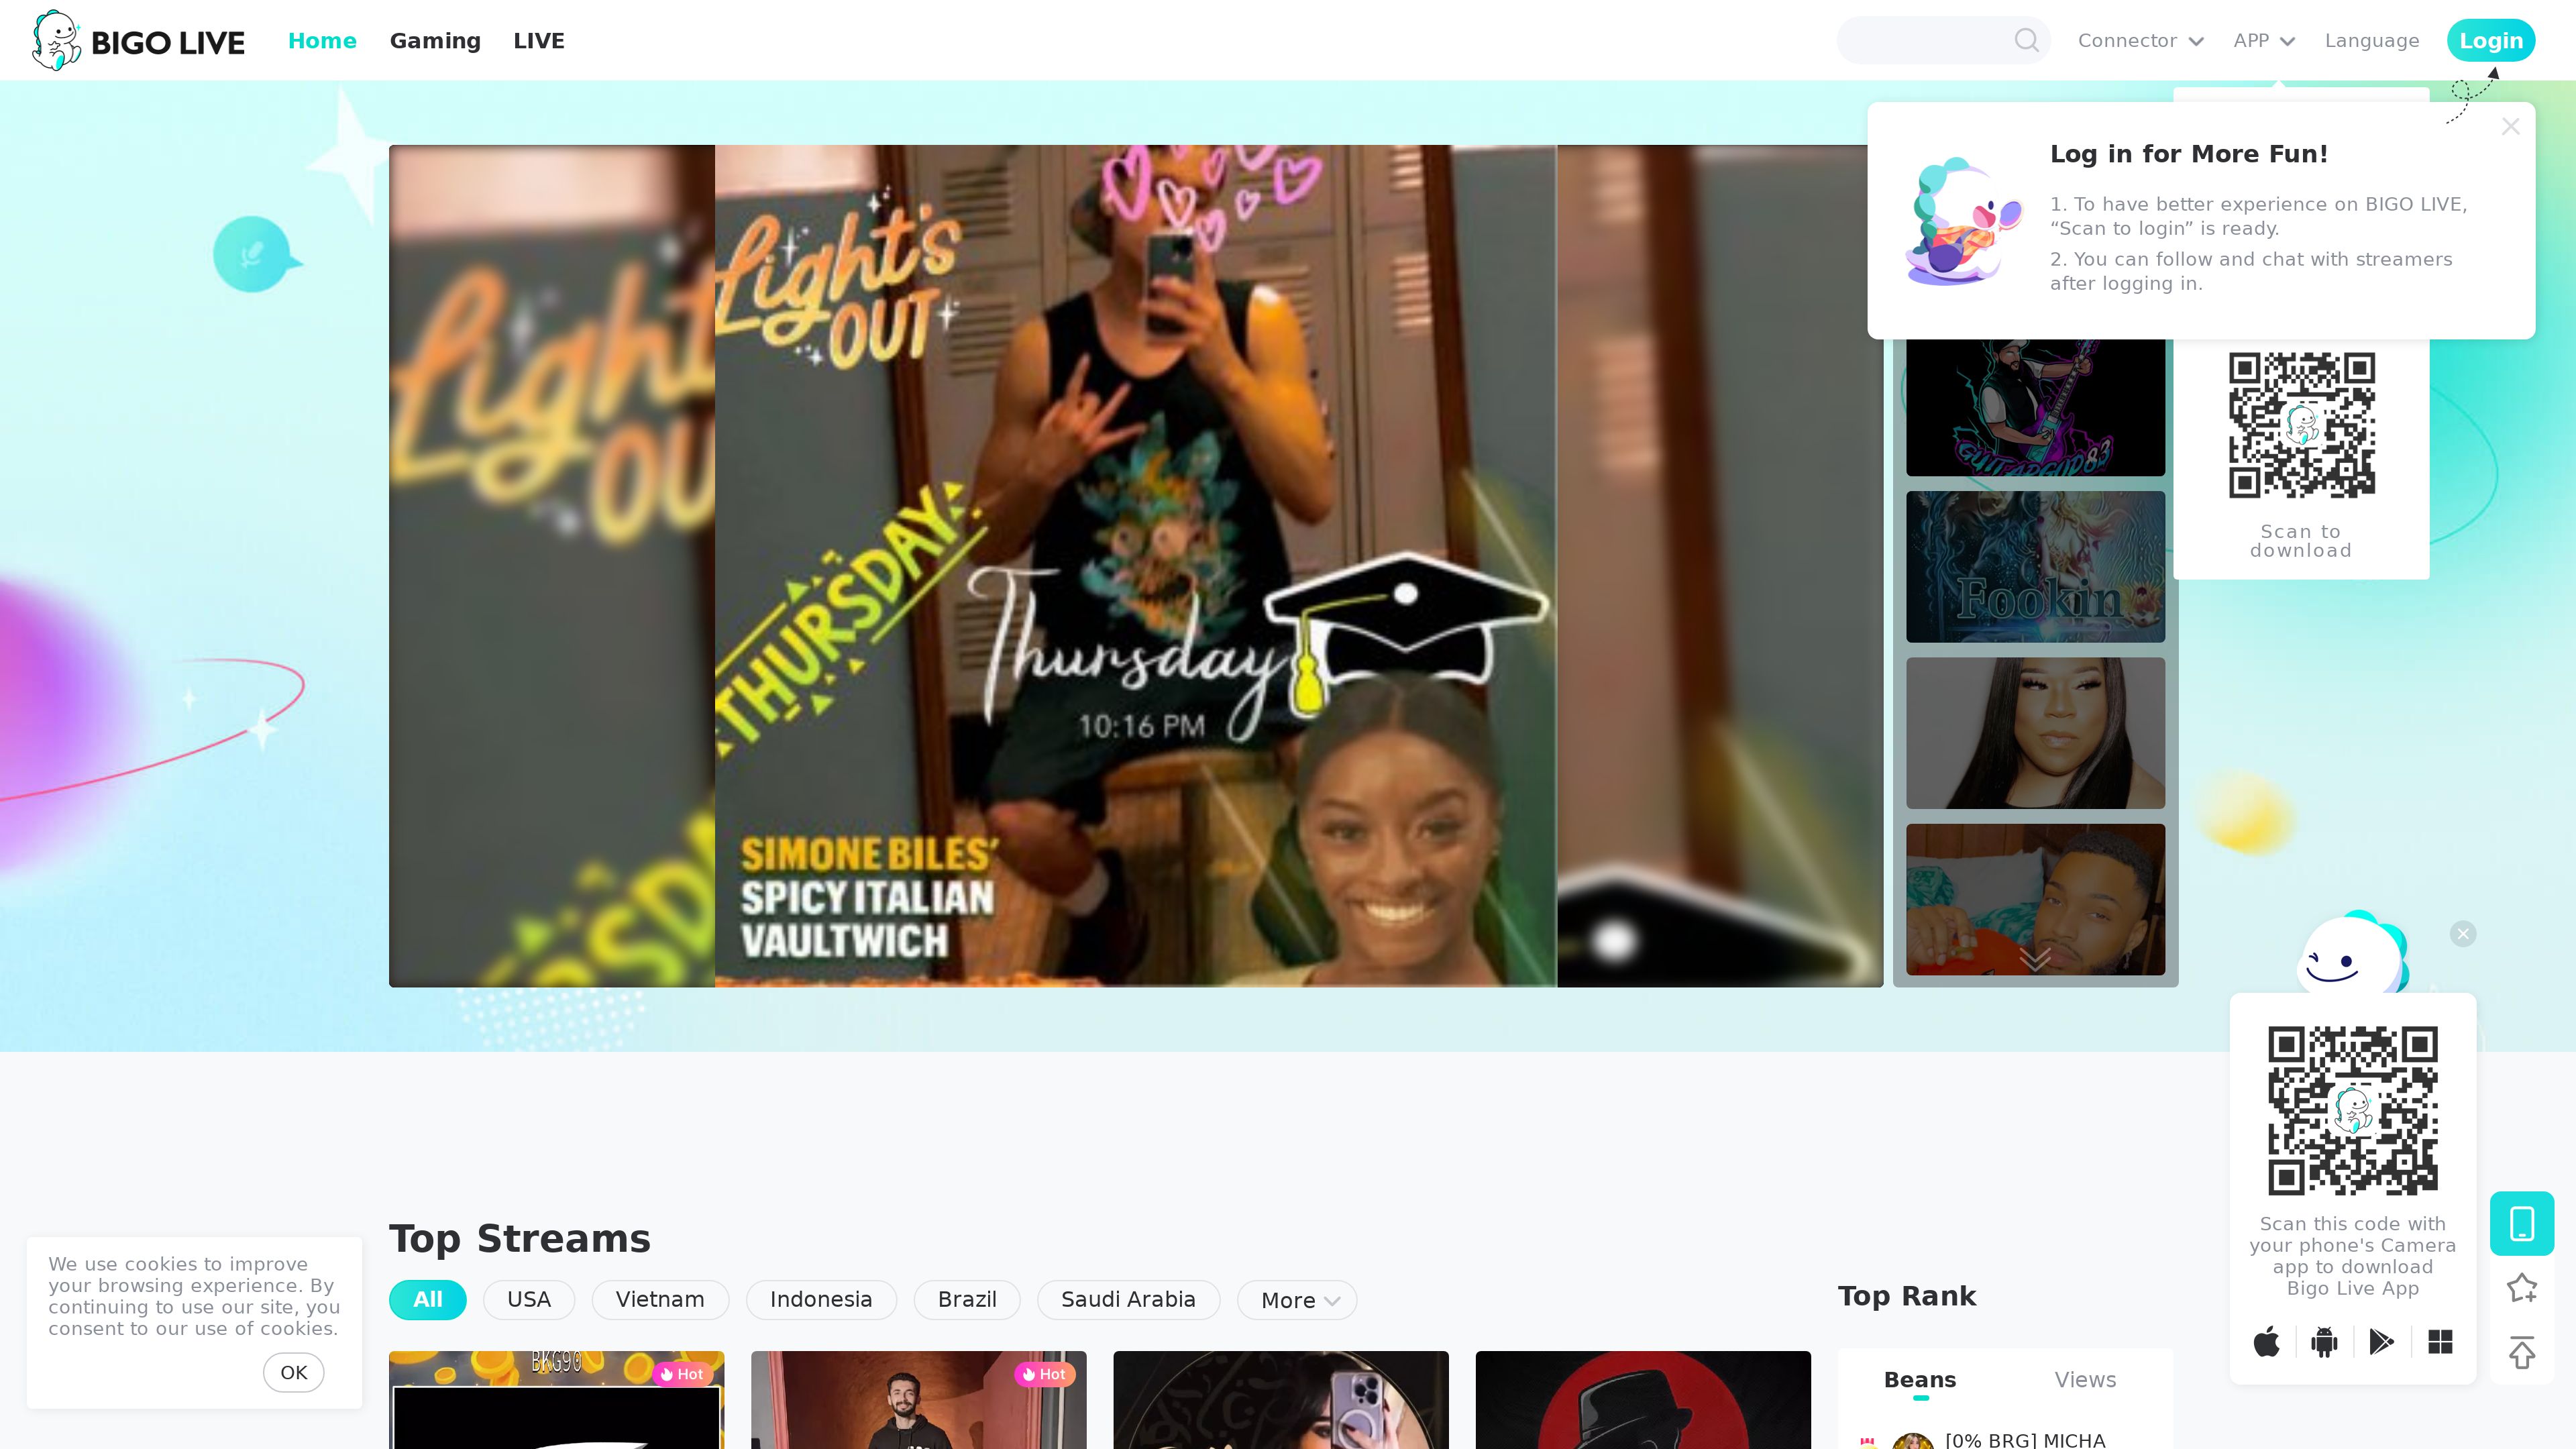 BIGO LIVE
Home
Gaming
LIVE
Connector
APP
Language
Login
Log in for More Fun!
1. To have better experience on BIGO LIVE,
“Scan to login” is ready.
2. You can follow and chat with streamers
after logging in.
Light's
OUT
THURSDAY
Thursday
10:16 PM
SIMONE BILES'
SPICY ITALIAN
VAULTWICH
GUITARGUD83
Fookin
Scan to
download
Scan this code with
your phone's Camera
app to download
Bigo Live App
We use cookies to improve
your browsing experience. By
continuing to use our site, you
consent to our use of cookies.
OK
Top Streams
All
USA
Vietnam
Indonesia
Brazil
Saudi Arabia
More
BKG90
Hot
Hot
Top Rank
Beans
Views
[0% BRG] MICHA